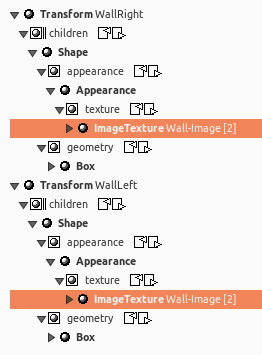 Transform WallRight
children
Shape
appearance
Appearance
texture
ImageTexture Wall-Image [2]
geometry
Box
Transform WallLeft
children
Shape
appearance
Appearance
texture
ImageTexture Wall-Image [2]
geometry
Box